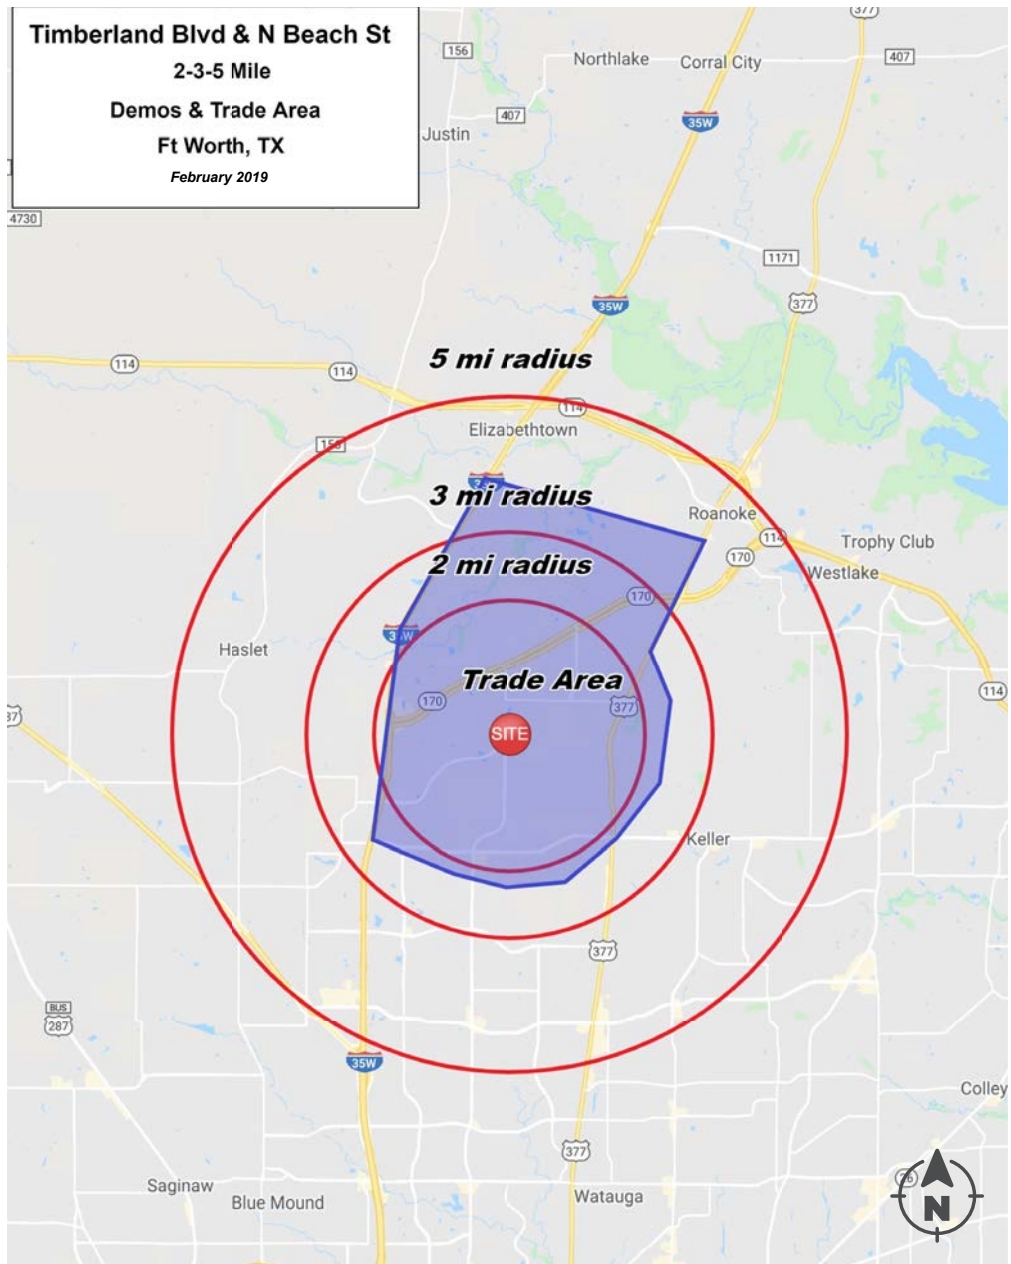 Timberland Blvd & N Beach St
2-3-5 Mile
Demos & Trade Area
Ft Worth, TX
February 2019
377
156
Northlake
Corral City
407
407
Justin
35W
4730
1171
35W
377
5 mi radius
114
114
114
Elizabethtown
156
3 mi radius
Roanoke
114
Trophy Club
170
Westlake
2 mi radius
170
35W
Haslet
Trade Area
114
170
377
SITE
Keller
377
BUS
287
35W
Colley
377
26
Saginaw
Blue Mound
Watauga
N